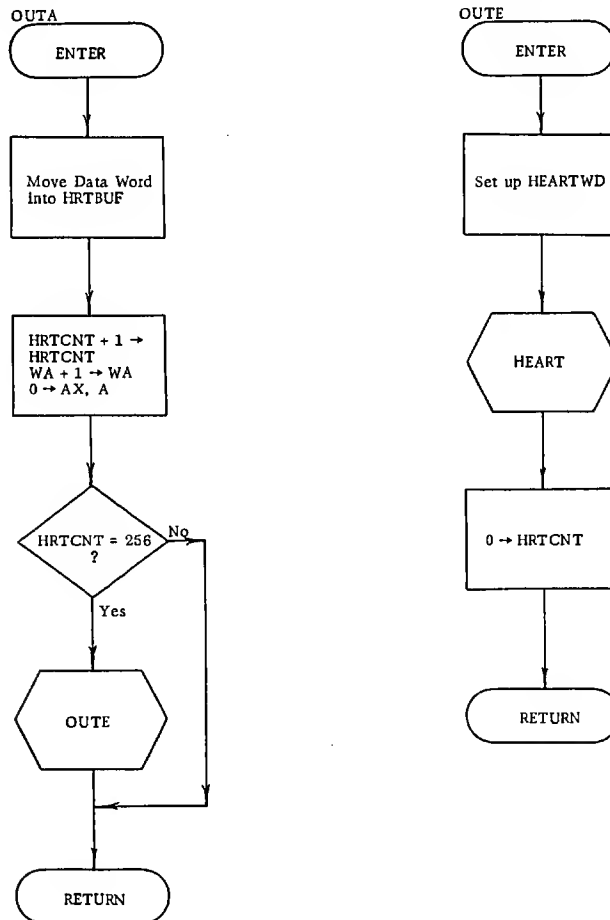 OUTA
ENTER
Move Data Word
into HRTBUF
HRTCNT + 1 →
HRTCNT
WA + 1 → WA
0 → AX, A
HRTCNT = 256
?
No
Yes
OUTE
RETURN
OUTE
ENTER
Set up HEARTWD
HEART
0 → HRTCNT
RETURN